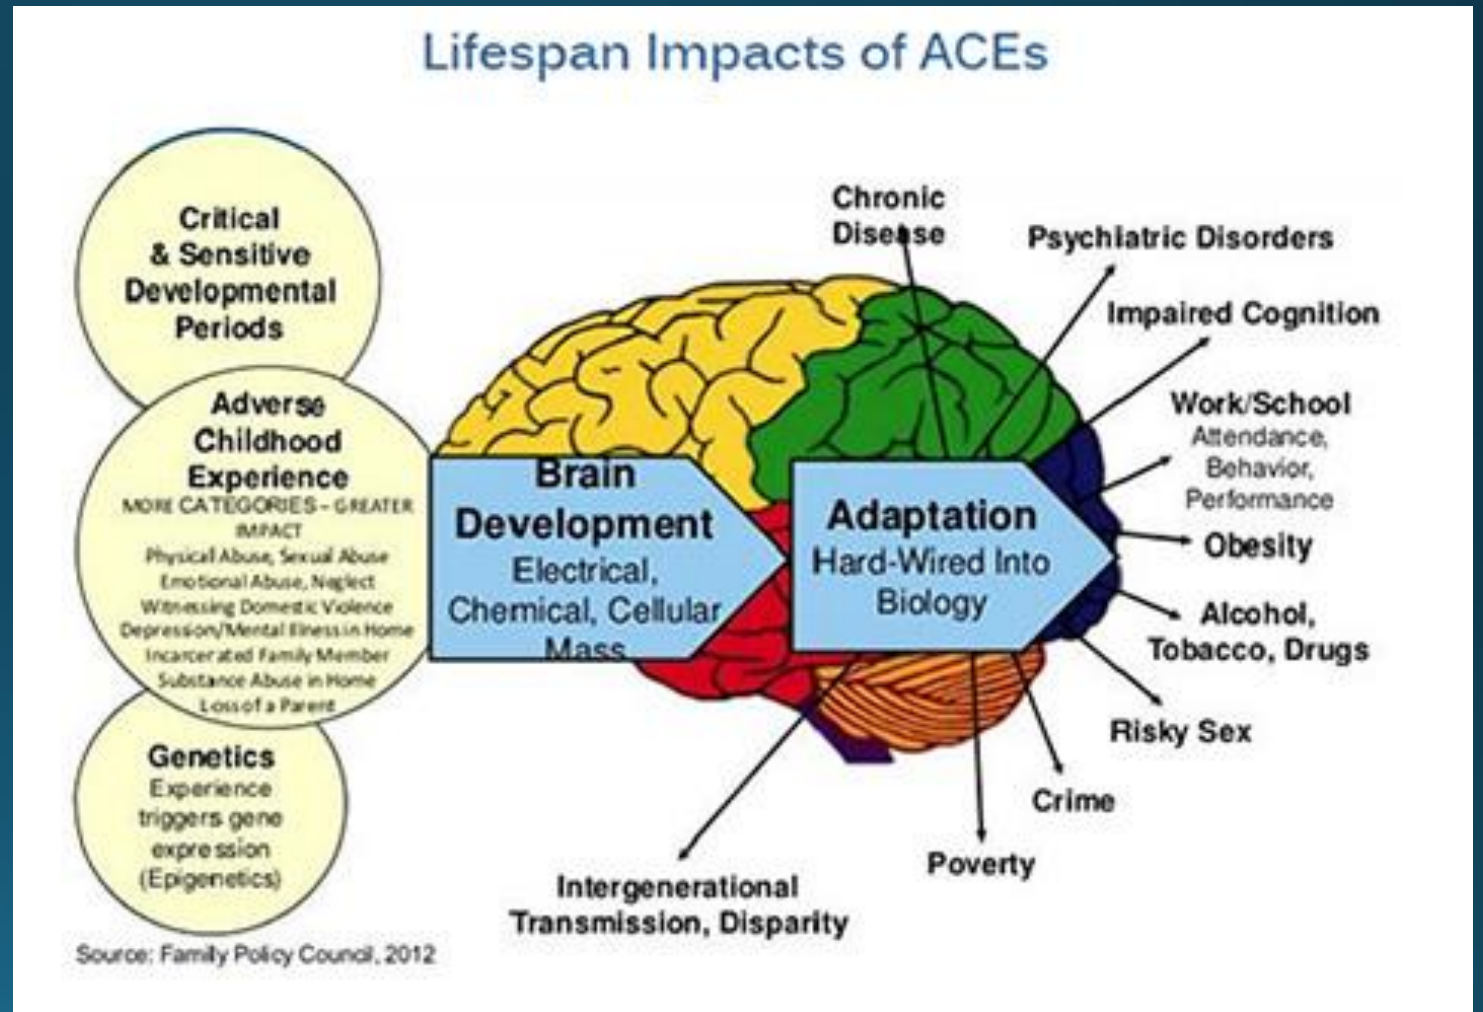 Lifespan Impacts of ACEs
Critical
& Sensitive
Developmental
Periods
Adverse
Childhood
Experience
MORE CATEGORIES – GREATER
IMPACT
Physical Abuse, Sexual Abuse
Emotional Abuse, Neglect
Witnessing Domestic Violence
Depression/Mental Illness in Home
Incarcerated Family Member
Substance Abuse in Home
Loss of a Parent
Genetics
Experience
triggers gene
expression
(Epigenetics)
Brain
Development
Electrical,
Chemical, Cellular
Mass
Adaptation
Hard-Wired Into
Biology
Chronic
Disease
Psychiatric Disorders
Impaired Cognition
Work/School
Attendance,
Behavior,
Performance
Obesity
Alcohol,
Tobacco, Drugs
Risky Sex
Crime
Poverty
Intergenerational
Transmission, Disparity
Source: Family Policy Council, 2012